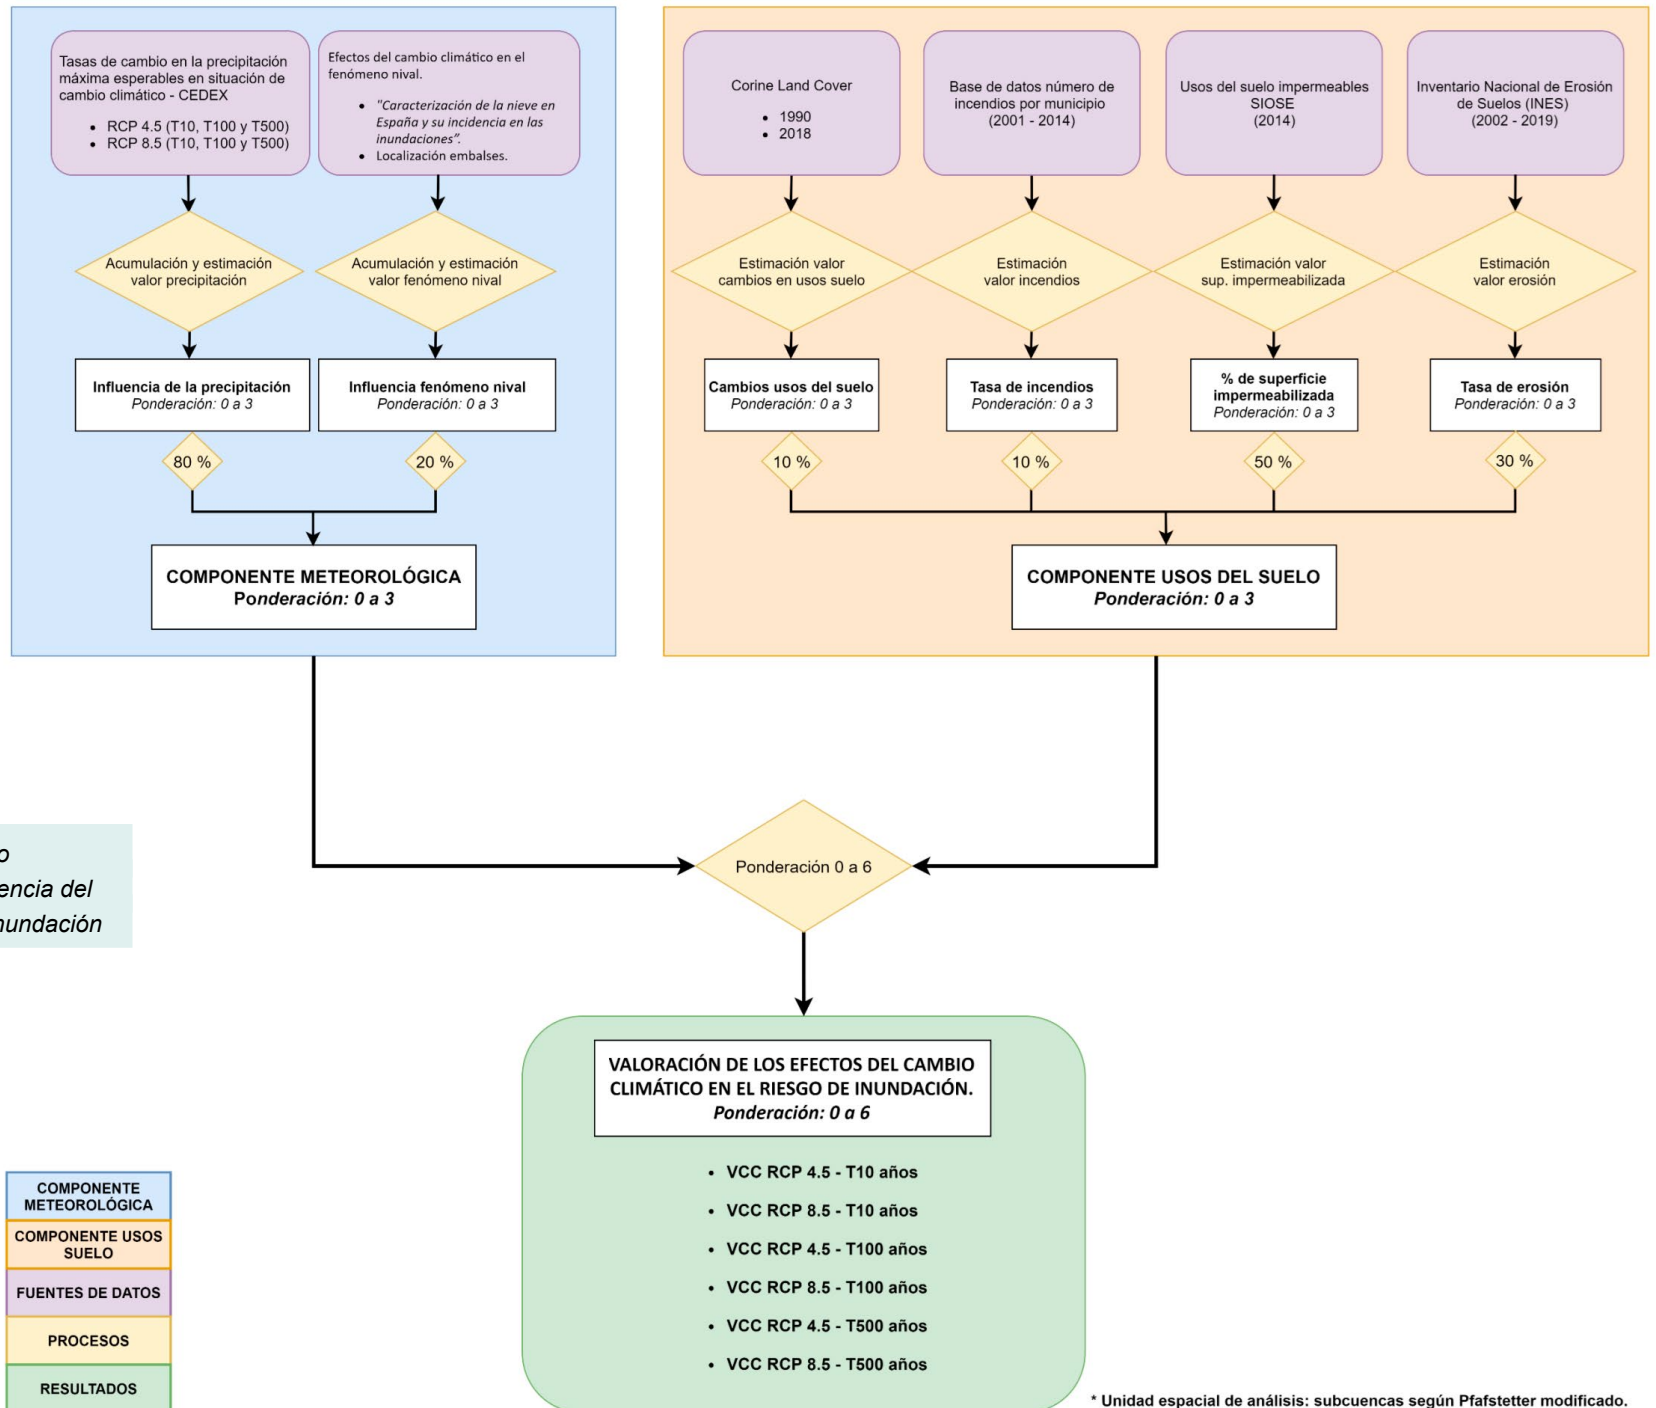 Tasas de cambio en la precipitación
máxima esperables en situación de
cambio climático - CEDEX
• RCP 4.5 (T10, T100 y T500)
• RCP 8.5 (T10, T100 y T500)
Efectos del cambio climático en el
fenómeno nival.
• "Caracterización de la nieve en
España y su incidencia en las
inundaciones".
• Localización embalses.
Corine Land Cover
• 1990
• 2018
Base de datos número de
incendios por municipio
(2001 - 2014)
Usos del suelo impermeables
SIOSE
(2014)
Inventario Nacional de Erosión
de Suelos (INES)
(2002 - 2019)
Acumulación y estimación
valor precipitación
Acumulación y estimación
valor fenómeno nival
Estimación valor
cambios en usos suelo
Estimación
valor incendios
Estimación valor
sup. impermeabilizada
Estimación
valor erosión
Influencia de la precipitación
Ponderación: 0 a 3
Influencia fenómeno nival
Ponderación: 0 a 3
Cambios usos del suelo
Ponderación: 0 a 3
Tasa de incendios
Ponderación: 0 a 3
% de superficie
impermeabilizada
Ponderación: 0 a 3
Tasa de erosión
Ponderación: 0 a 3
80 %
20 %
10 %
10 %
50 %
30 %
COMPONENTE METEOROLÓGICA
Ponderación: 0 a 3
COMPONENTE USOS DEL SUELO
Ponderación: 0 a 3
Ponderación 0 a 6
o
encia del
nundación
VALORACIÓN DE LOS EFECTOS DEL CAMBIO
CLIMÁTICO EN EL RIESGO DE INUNDACIÓN.
Ponderación: 0 a 6
• VCC RCP 4.5 - T10 años
• VCC RCP 8.5 - T10 años
• VCC RCP 4.5 - T100 años
• VCC RCP 8.5 - T100 años
• VCC RCP 4.5 - T500 años
• VCC RCP 8.5 - T500 años
COMPONENTE
METEOROLÓGICA
COMPONENTE USOS
SUELO
FUENTES DE DATOS
PROCESOS
RESULTADOS
* Unidad espacial de análisis: subcuencas según Pfafstetter modificado.